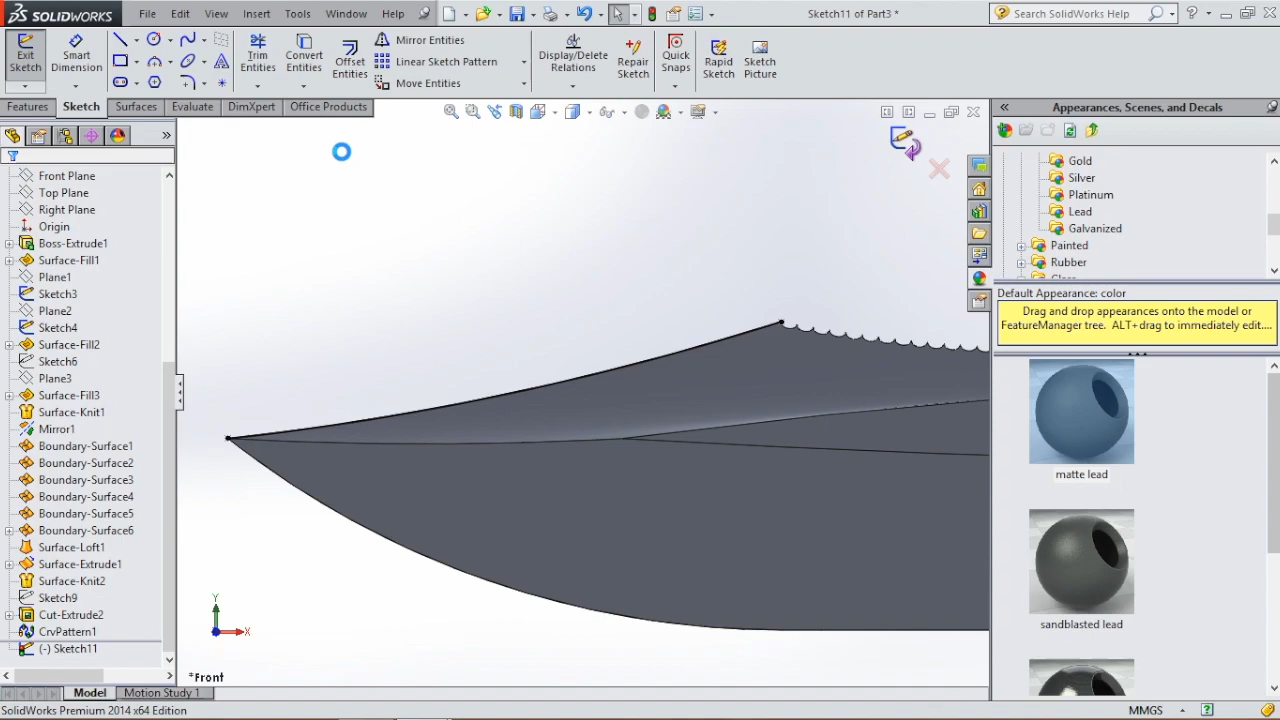 SOLIDWORKS File Edit View Insert Tools Window Help Sketch11 of Part3 * Search SolidWorks Help
Exit Sketch
Smart Dimension
Trim Entities
Convert Entities
Offset Entities
Mirror Entities
Linear Sketch Pattern
Move Entities
Display/Delete Relations
Repair Sketch
Quick Snaps
Rapid Sketch
Sketch Picture
Features Sketch Surfaces Evaluate DimXpert Office Products
Appearances, Scenes, and Decals
Front Plane
Top Plane
Right Plane
Origin
Boss-Extrude1
Surface-Fill1
Plane1
Sketch3
Plane2
Sketch4
Surface-Fill2
Sketch6
Plane3
Surface-Fill3
Surface-Knit1
Mirror1
Boundary-Surface1
Boundary-Surface2
Boundary-Surface3
Boundary-Surface4
Boundary-Surface5
Boundary-Surface6
Surface-Loft1
Surface-Extrude1
Surface-Knit2
Sketch9
Cut-Extrude2
CrvPattern1
(-) Sketch11
Y
X
*Front
Gold
Silver
Platinum
Lead
Galvanized
Painted
Rubber
Default Appearance: color
Drag and drop appearances onto the model or
FeatureManager tree. ALT+drag to immediately edit....
matte lead
sandblasted lead
Model Motion Study 1
SolidWorks Premium 2014 x64 Edition
MMGS